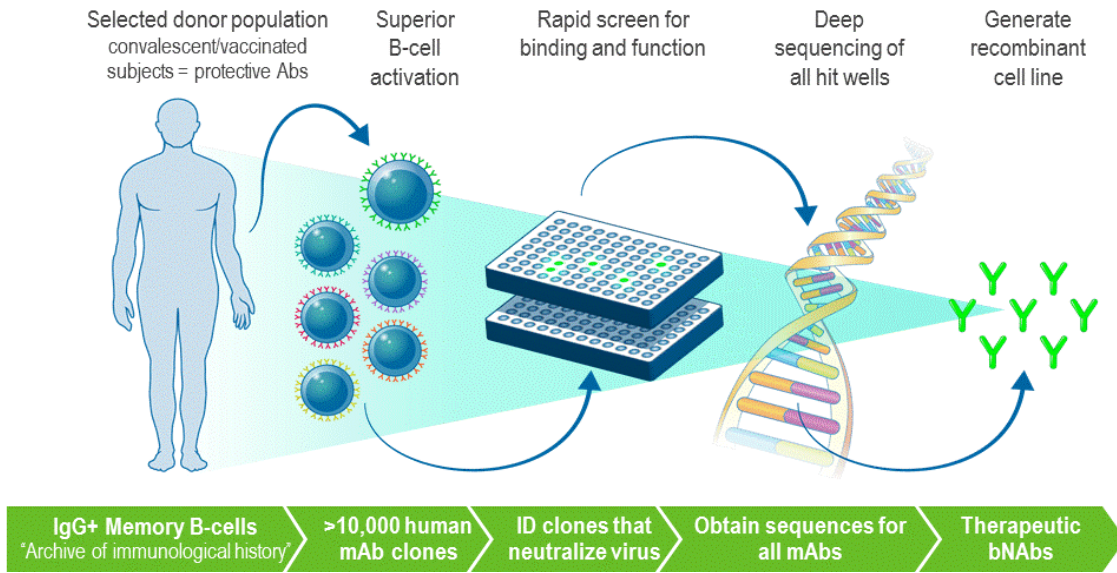 Selected donor population
convalescent/vaccinated
subjects = protective Abs
Superior
B-cell
activation
Rapid screen for
binding and function
Deep
sequencing of
all hit wells
Generate
recombinant
cell line
IgG+ Memory B-cells
"Archive of immunological history"
>10,000 human
mAb clones
ID clones that
neutralize virus
Obtain sequences for
all mAbs
Therapeutic
bNAbs